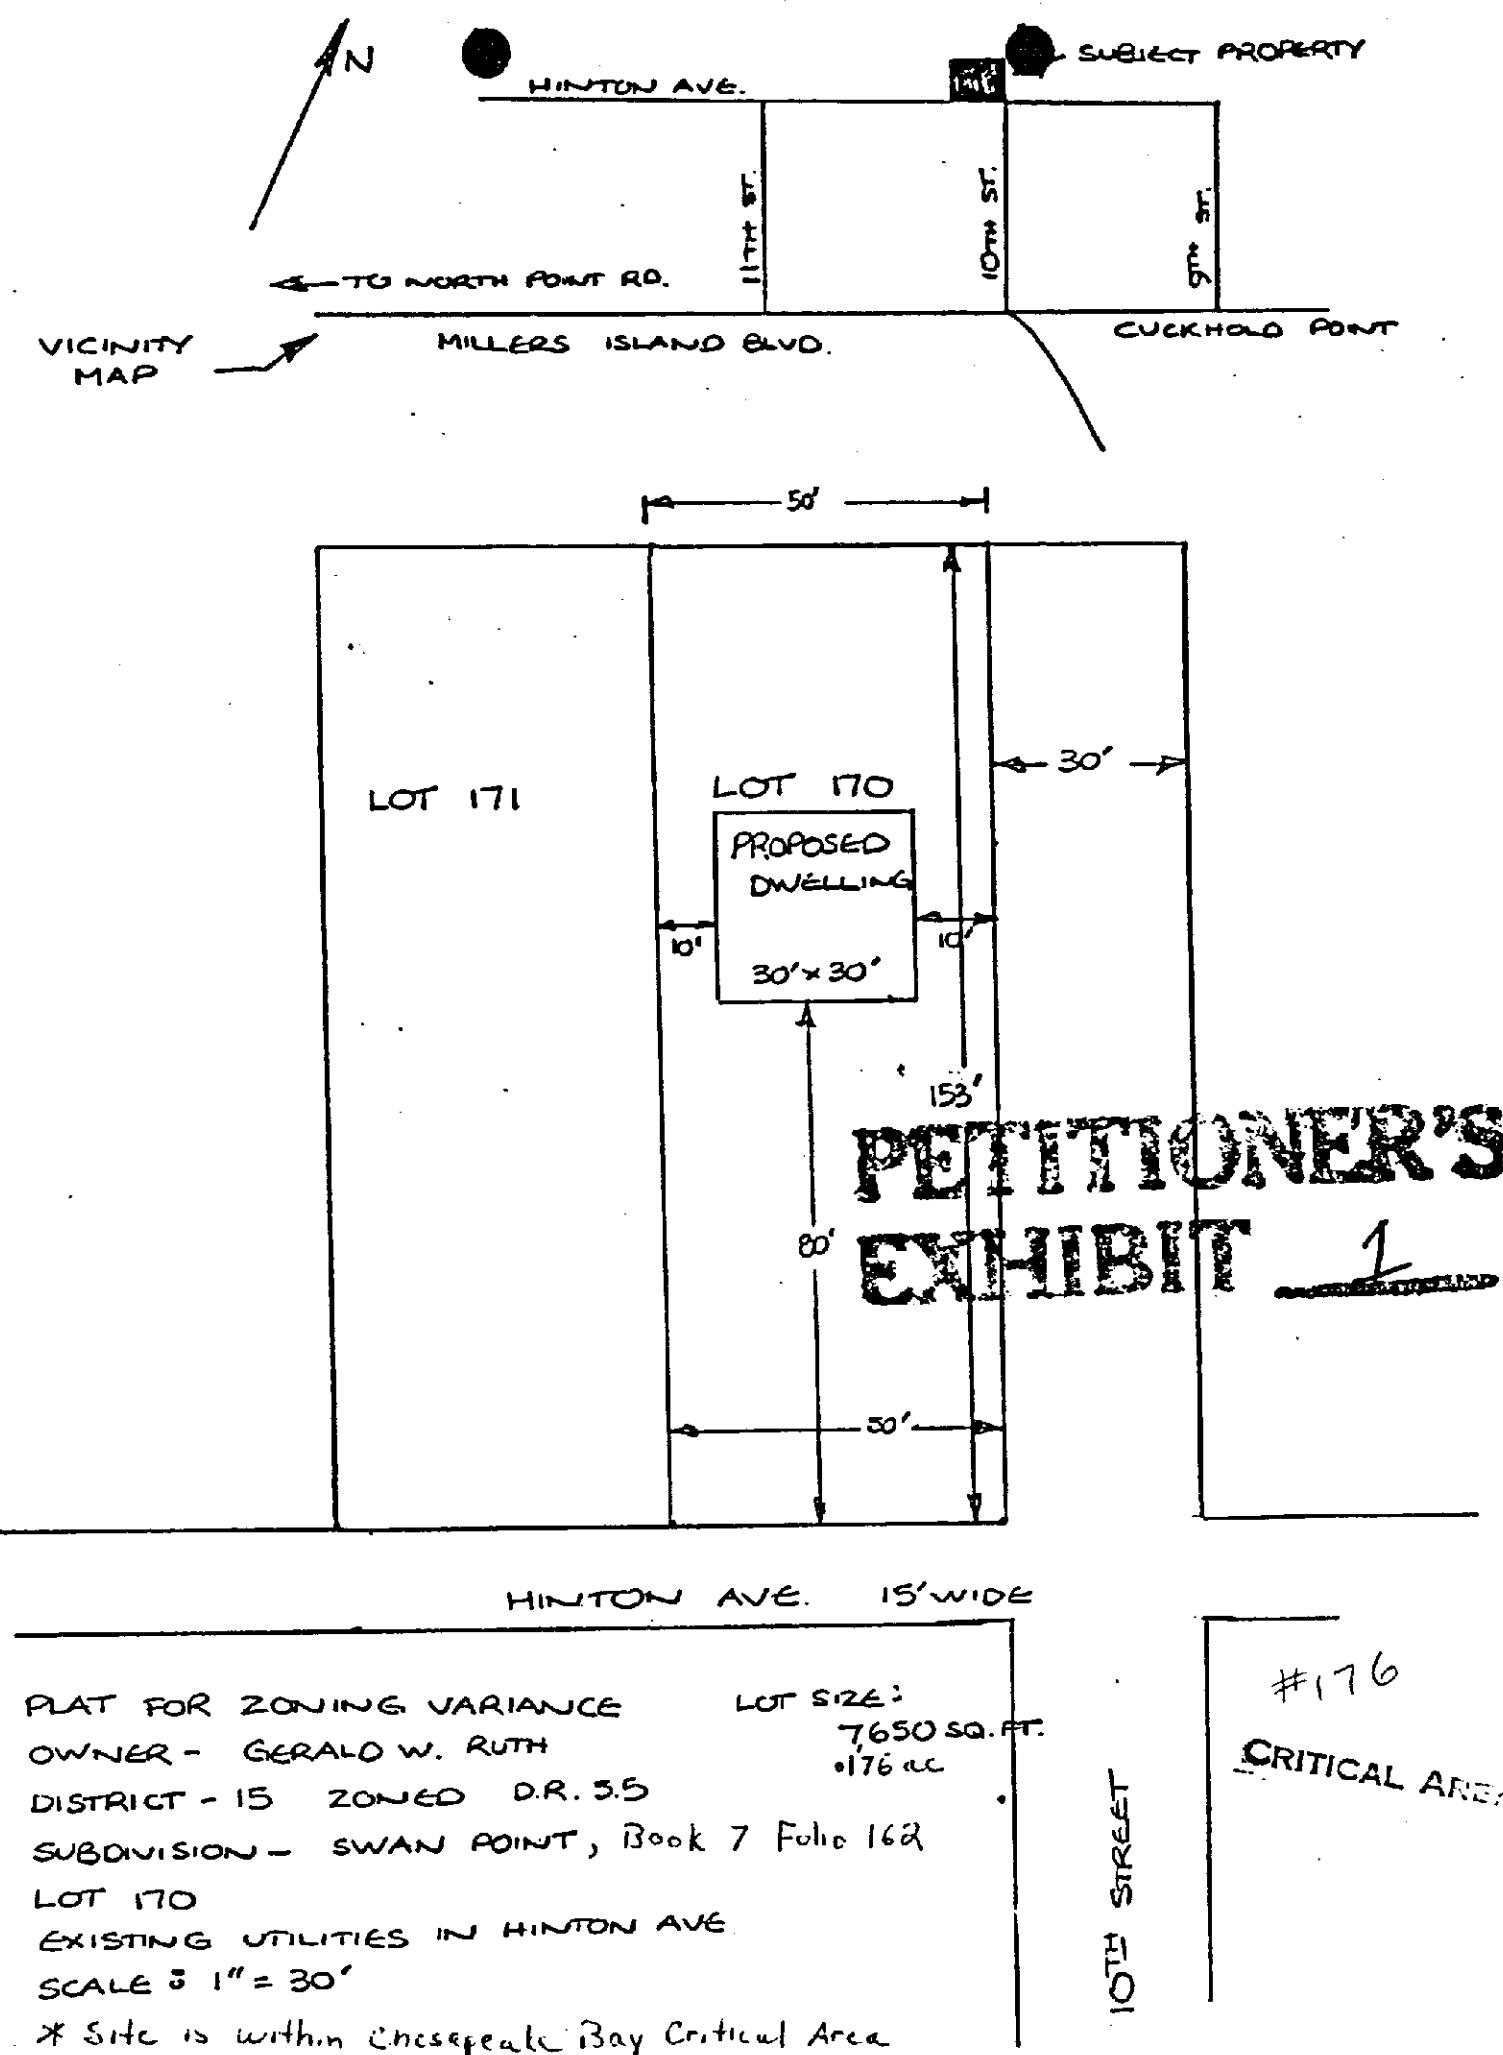 N
SUBJECT PROPERTY
HINTON AVE.
11TH ST.
10TH ST.
9TH ST.
TO NORTH POINT RD.
VICINITY
MAP
MILLERS ISLAND BLVD.
CUCKHOLD POINT
50'
30'
LOT 171
LOT 170
PROPOSED
DWELLING
10'
10'
30' x 30'
153'
PETITIONER'S
EXHIBIT 1
80'
50'
HINTON AVE. 15' WIDE
PLAT FOR ZONING VARIANCE
OWNER - GERALD W. RUTH
DISTRICT - 15 ZONED D.R. 5.5
SUBDIVISION - SWAN POINT, Book 7 Folio 162
LOT 170
EXISTING UTILITIES IN HINTON AVE
SCALE : 1" = 30'
* Site is within Chesapeake Bay Critical Area
LOT SIZE:
7650 SQ. FT.
.176 ac
10TH STREET
#176
CRITICAL AREA